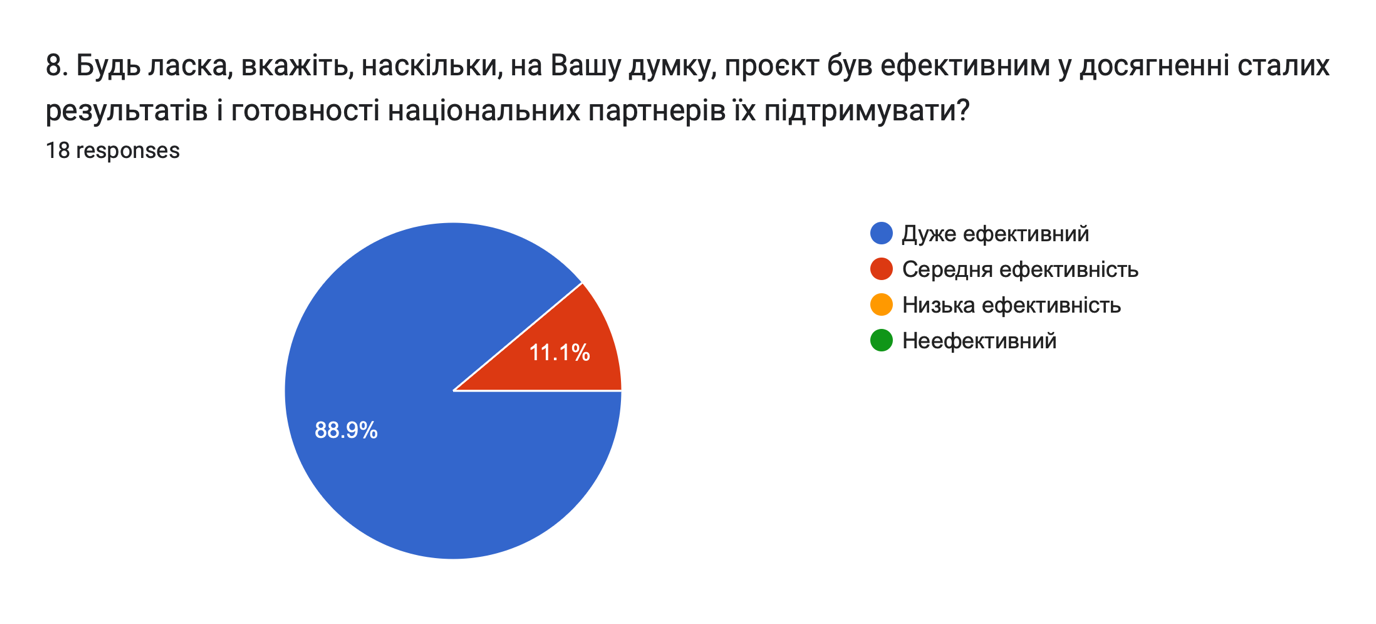 8. Будь ласка, вкажіть, наскільки, на Вашу думку, проєкт був ефективним у досягненні сталих
результатів і готовності національних партнерів їх підтримувати?
18 responses
Дуже ефективний
Середня ефективність
Низька ефективність
Неефективний
11.1%
88.9%